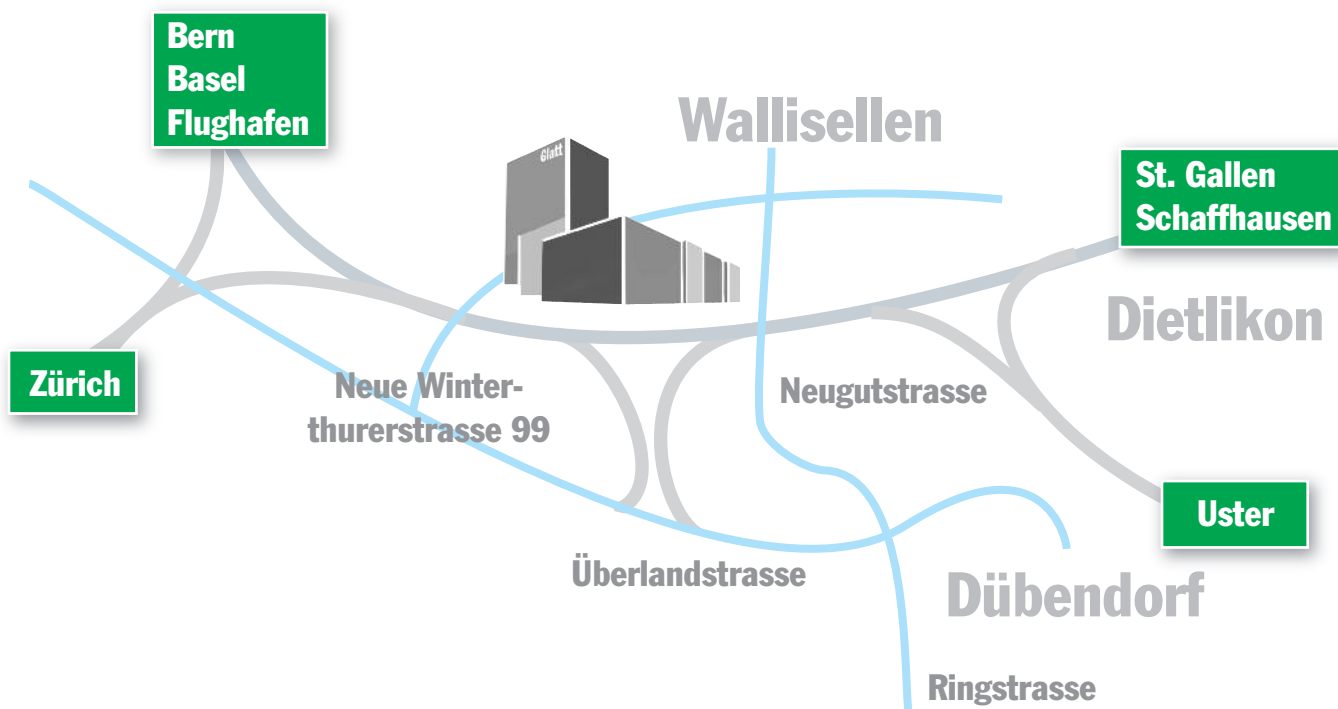 Bern
Basel
Flughafen
Wallisellen
Glatt
St. Gallen
Schaffhausen
Dietlikon
Zürich
Neue Winter-
thurerstrasse 99
Neugutstrasse
Uster
Überlandstrasse
Dübendorf
Ringstrasse